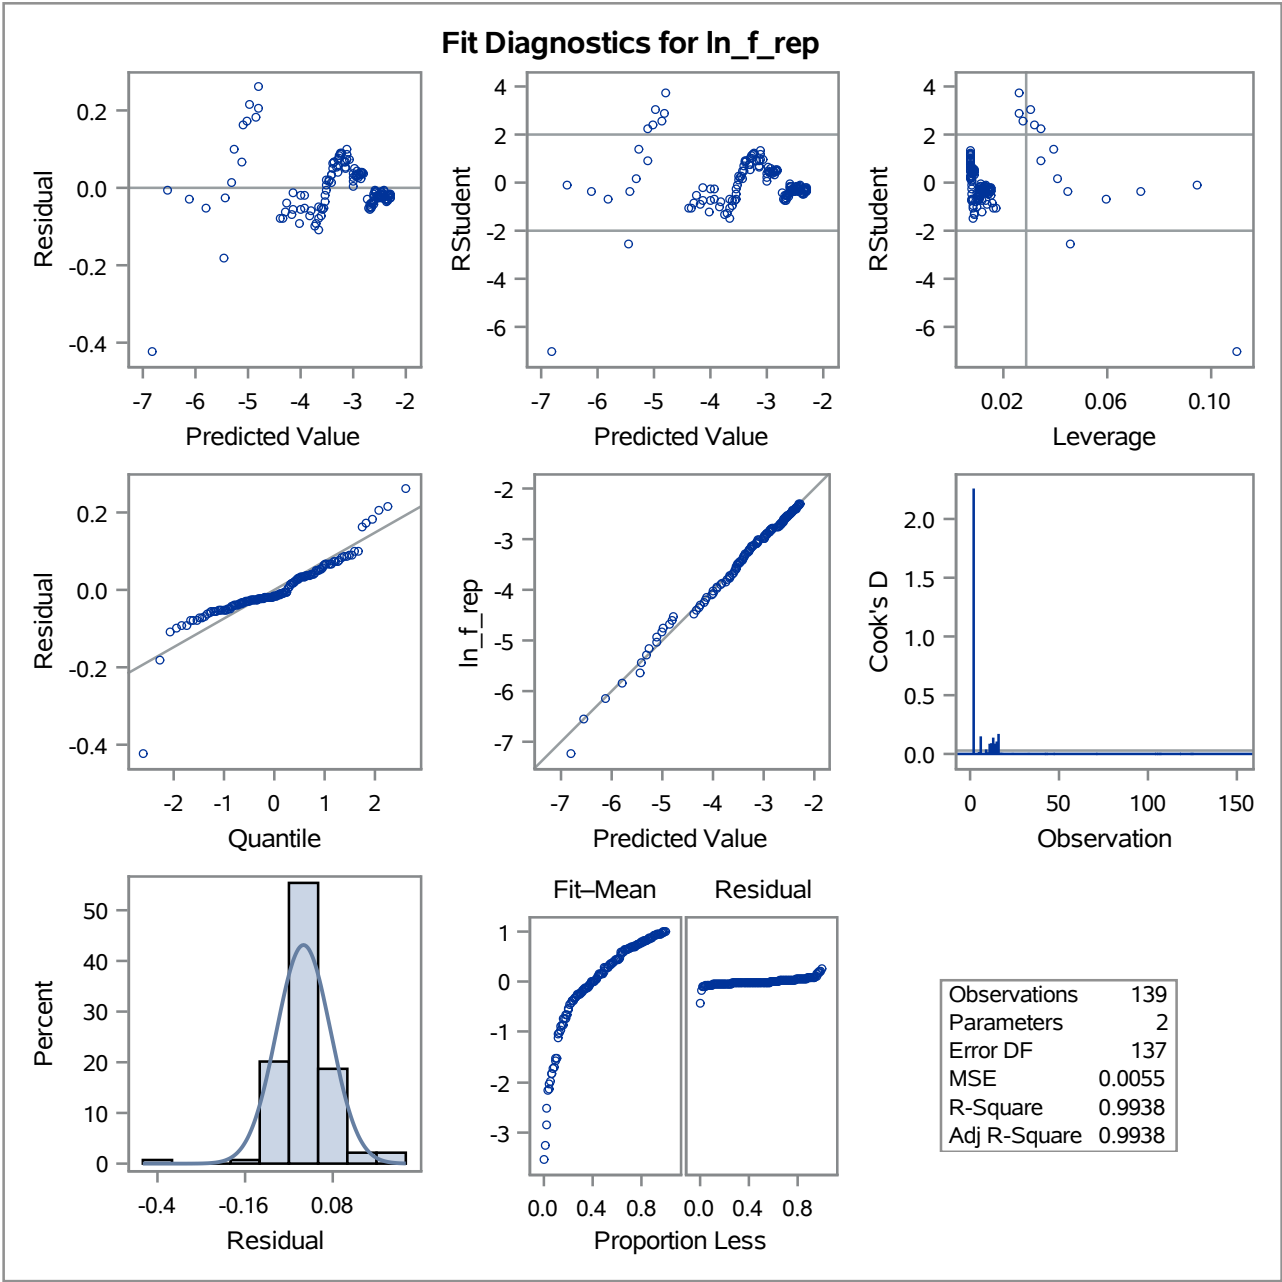 Fit Diagnostics for ln_f_rep
0.2
0.0
-0.2
-0.4
Residual
-7 -6 -5 -4 -3 -2
Predicted Value
4
2
0
-2
-4
-6
RStudent
-7 -6 -5 -4 -3 -2
Predicted Value
4
2
0
-2
-4
-6
RStudent
0.02 0.06 0.10
Leverage
0.2
0.0
-0.2
-0.4
Residual
-2 -1 0 1 2
Quantile
-2
-3
-4
-5
-6
-7
ln_f_rep
-7 -6 -5 -4 -3 -2
Predicted Value
2.0
1.5
1.0
0.5
0.0
Cook's D
0 50 100 150
Observation
50
40
30
20
10
0
Percent
-0.4 -0.16 0.08
Residual
Fit–Mean Residual
1
0
-1
-2
-3
0.0 0.4 0.8 0.0 0.4 0.8
Proportion Less
Observations 139
Parameters 2
Error DF 137
MSE 0.0055
R-Square 0.9938
Adj R-Square 0.9938